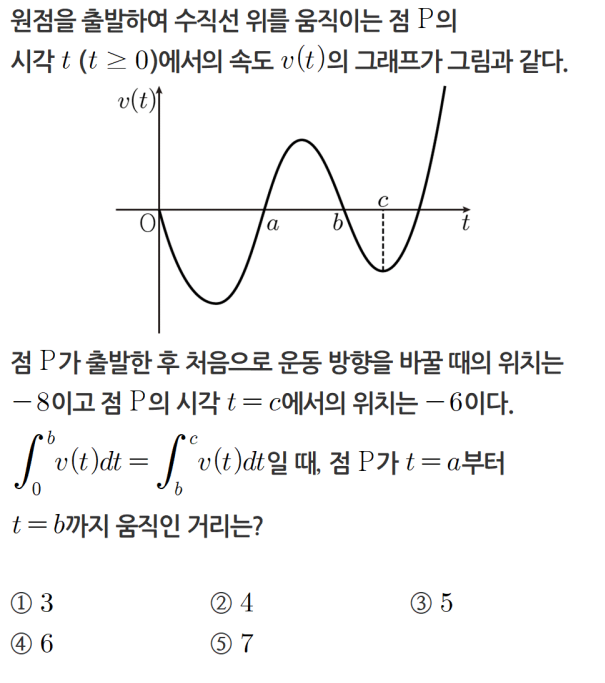 원점을 출발하여 수직선 위를 움직이는 점 P의
시각 t (t ≥ 0)에서의 속도 v(t)의 그래프가 그림과 같다.
v(t)
c
O a b t
점 P가 출발한 후 처음으로 운동 방향을 바꿀 때의 위치는
−8이고 점 P의 시각 t = c에서의 위치는 −6이다.
∫₀ᵇ v(t)dt = ∫_b^c v(t)dt일 때, 점 P가 t = a부터
t = b까지 움직인 거리는?
① 3 ② 4 ③ 5
④ 6 ⑤ 7